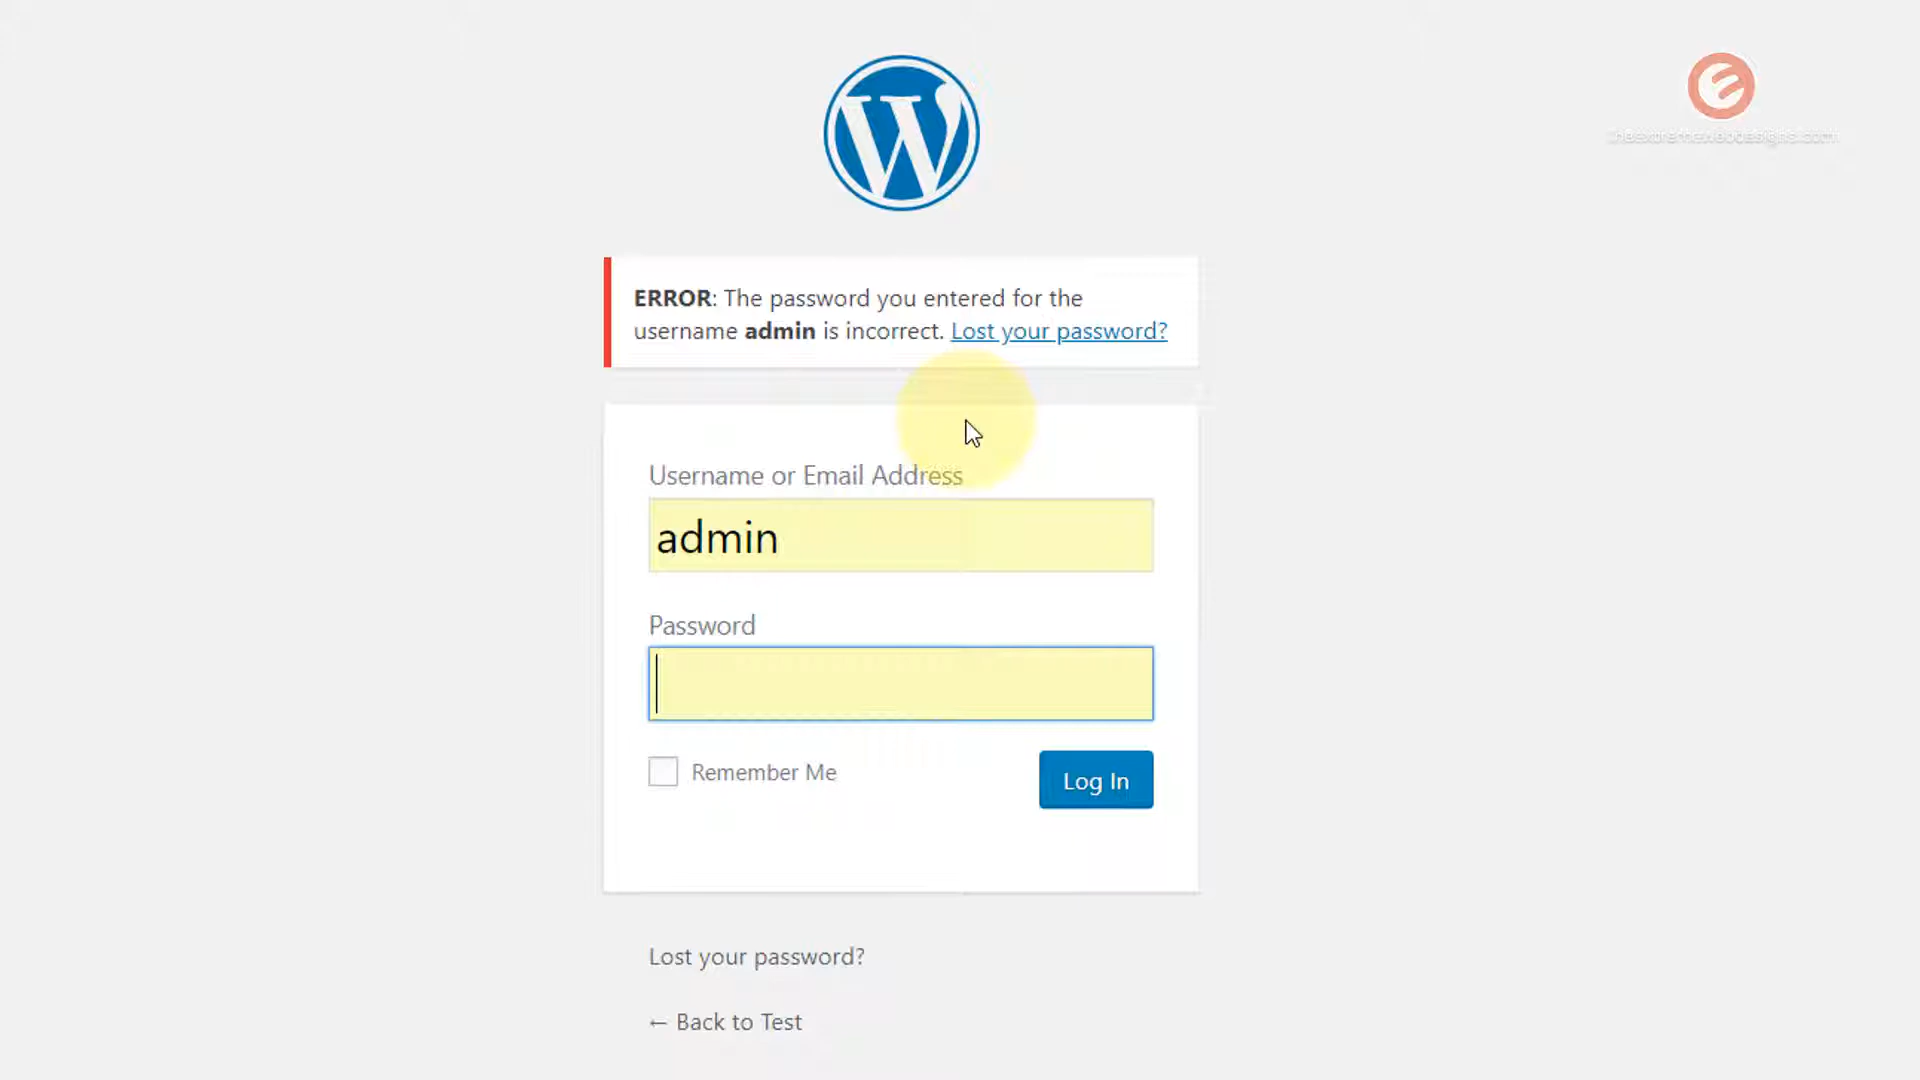 ERROR: The password you entered for the
username admin is incorrect. Lost your password?
Username or Email Address
admin
Password
Remember Me
Log In
Lost your password?
← Back to Test